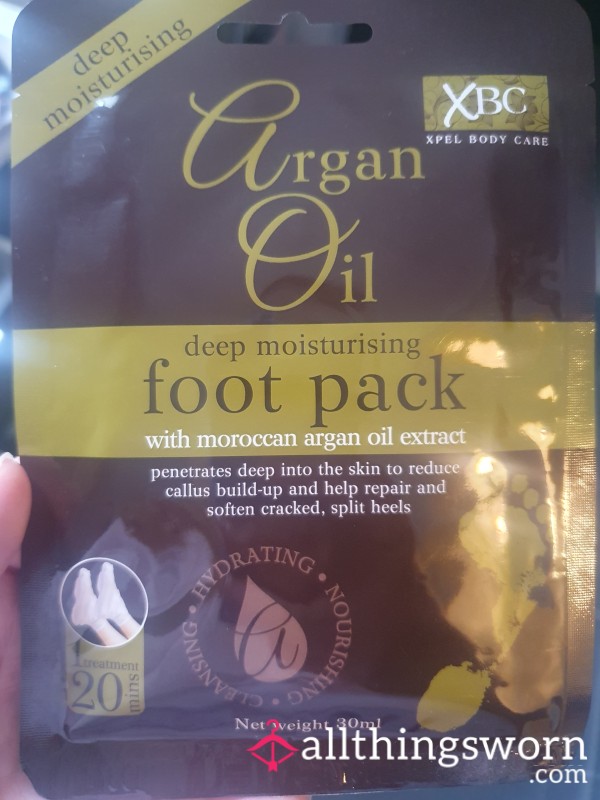 deep
moisturising
XBC
XPEL BODY CARE
Argan
Oil
deep moisturising
foot pack
with moroccan argan oil extract
penetrates deep into the skin to reduce
callus build-up and help repair and
soften cracked, split heels
CLEANSING • HYDRATING • NOURISHING •
a
1 treatment
20 mins
Net weight 30ml
allthingsworn
.com